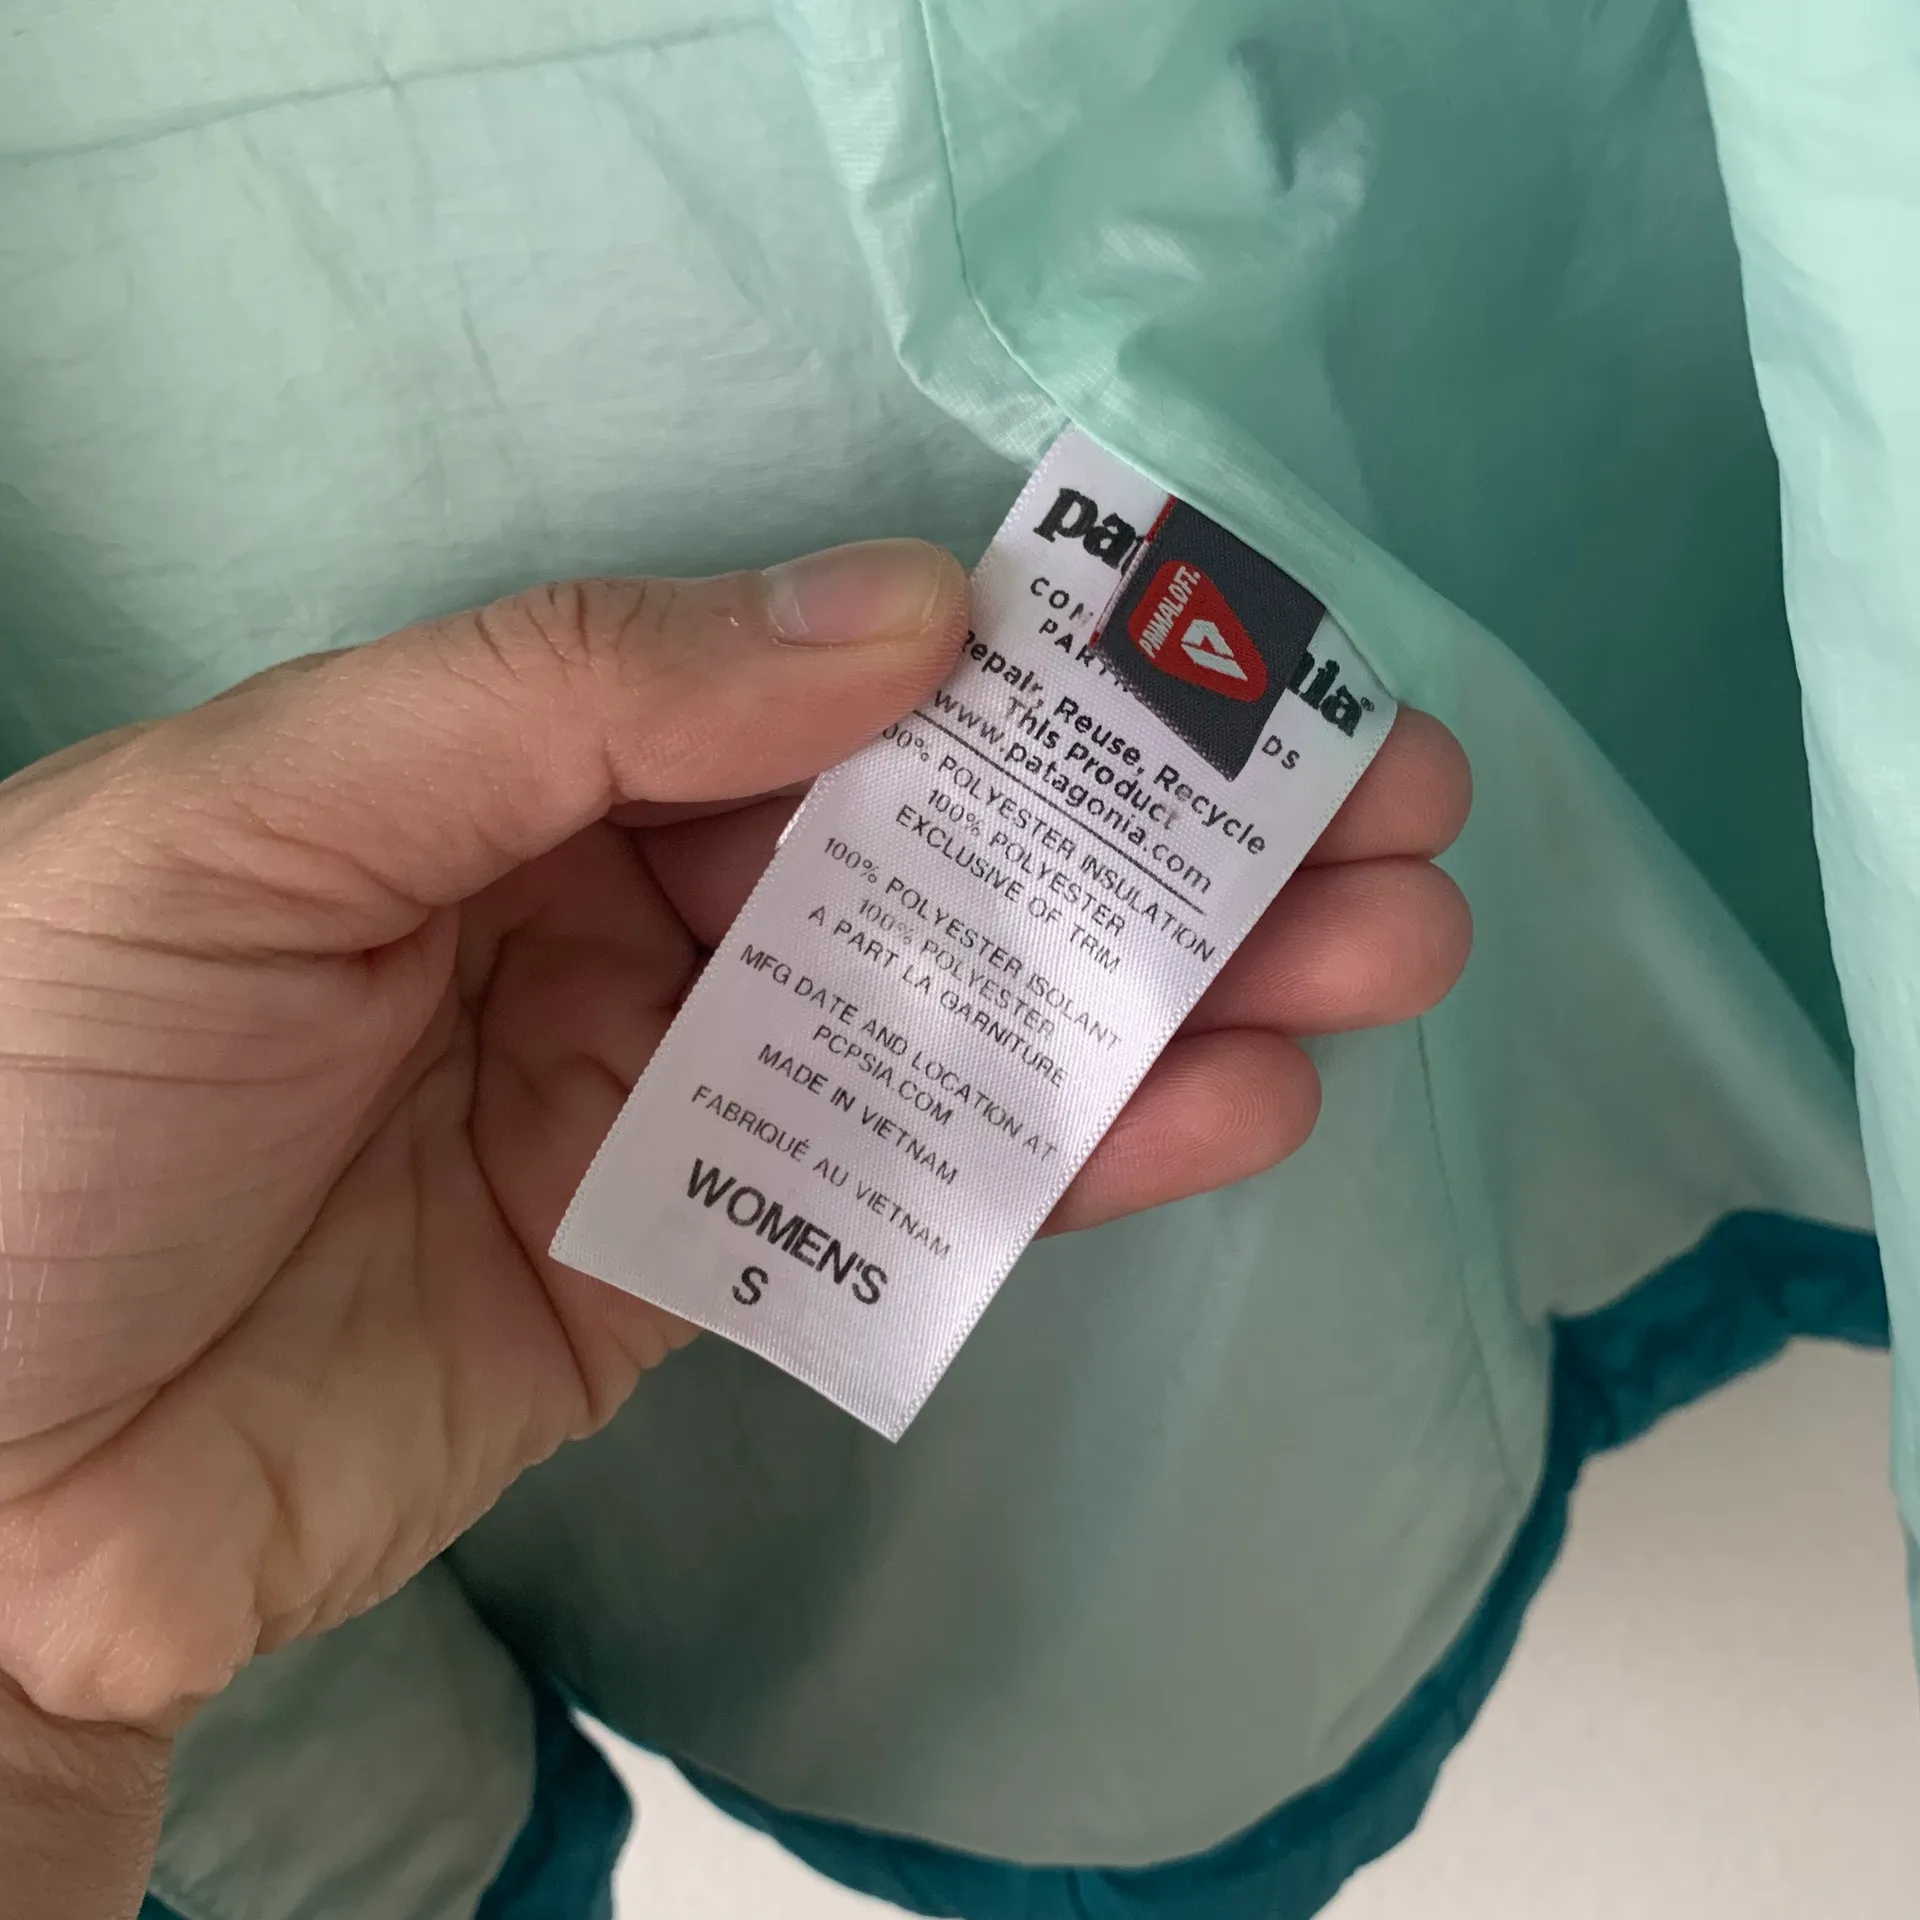 PRIMALOFT
Repair, Reuse, Recycle
This Product
www.patagonia.com
POLYESTER INSULATION
100% POLYESTER
EXCLUSIVE OF TRIM
100% POLYESTER ISOLANT
100% POLYESTER
A PART LA GARNITURE
MFG DATE AND LOCATION AT
PCPSIA.COM
MADE IN VIETNAM
FABRIQUÉ AU VIETNAM
WOMEN'S
S